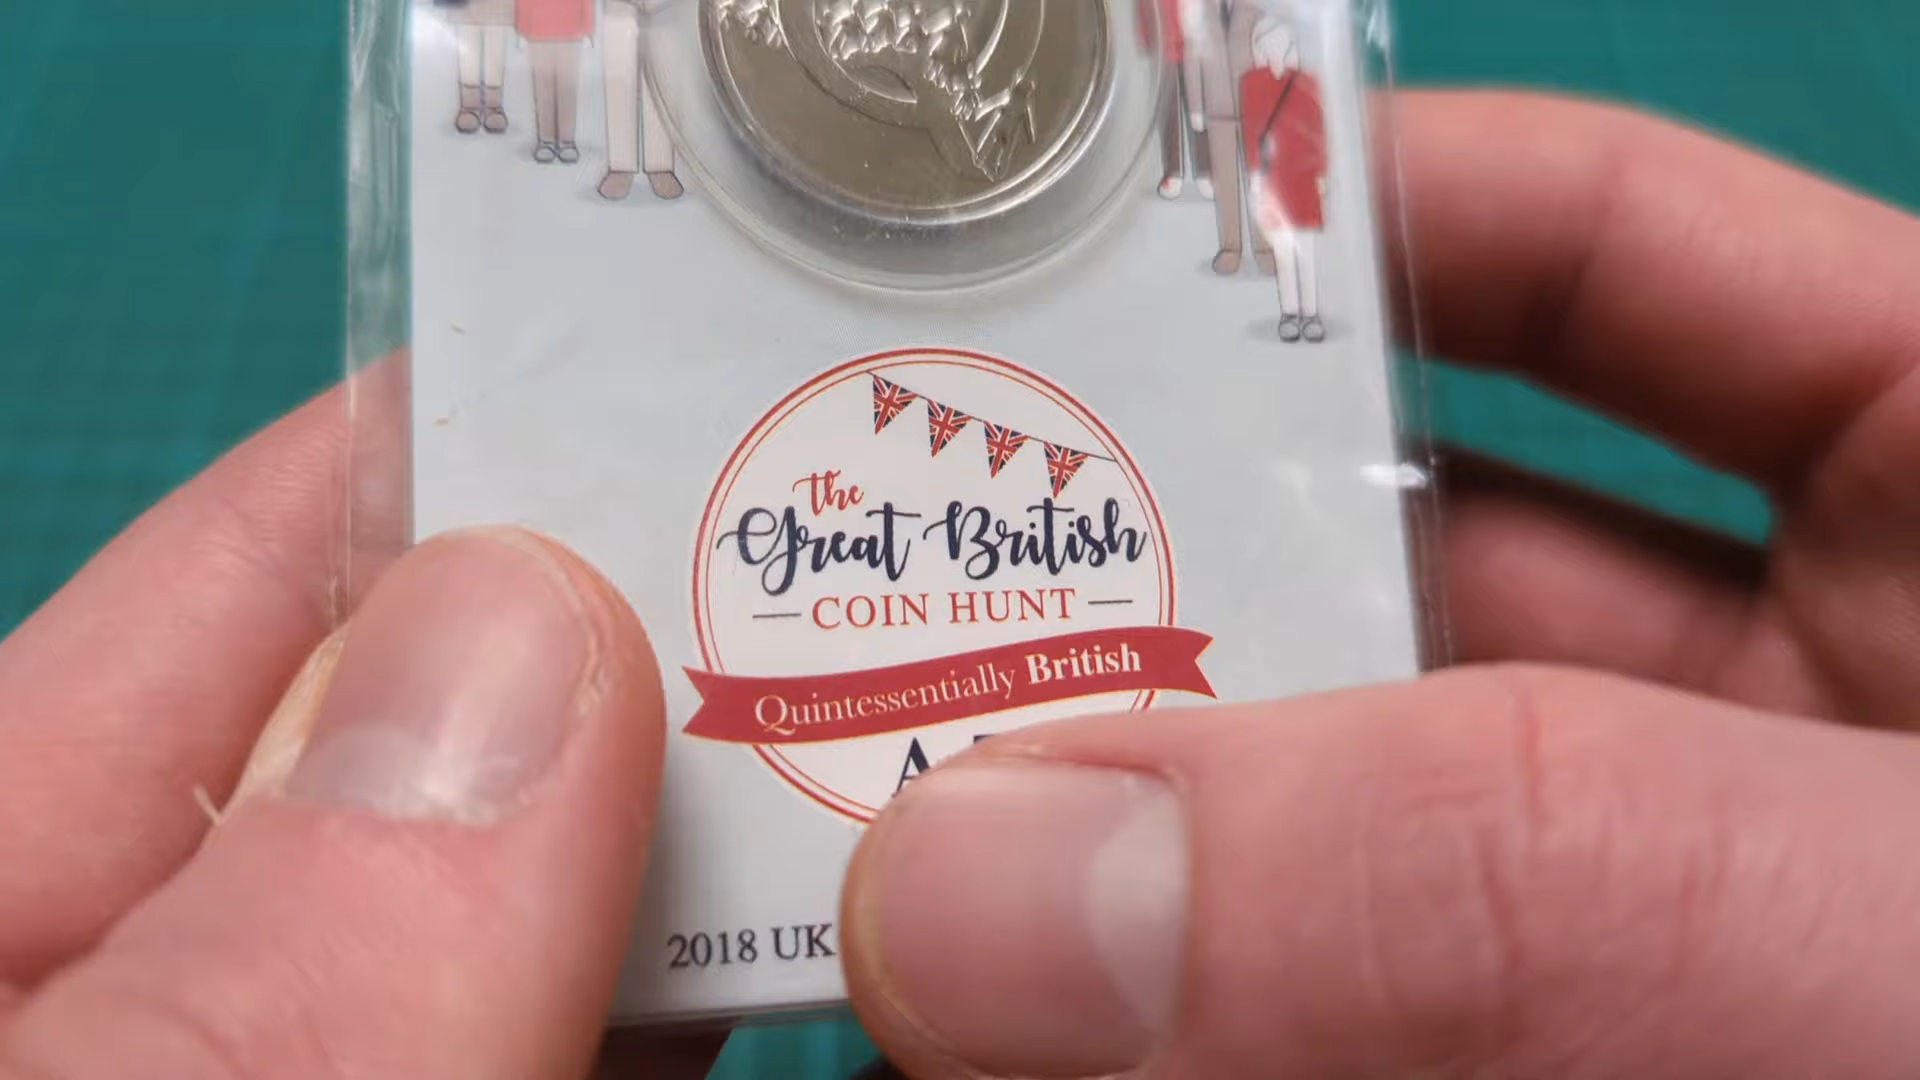 the
Great British
COIN HUNT
Quintessentially British
A
2018 UK